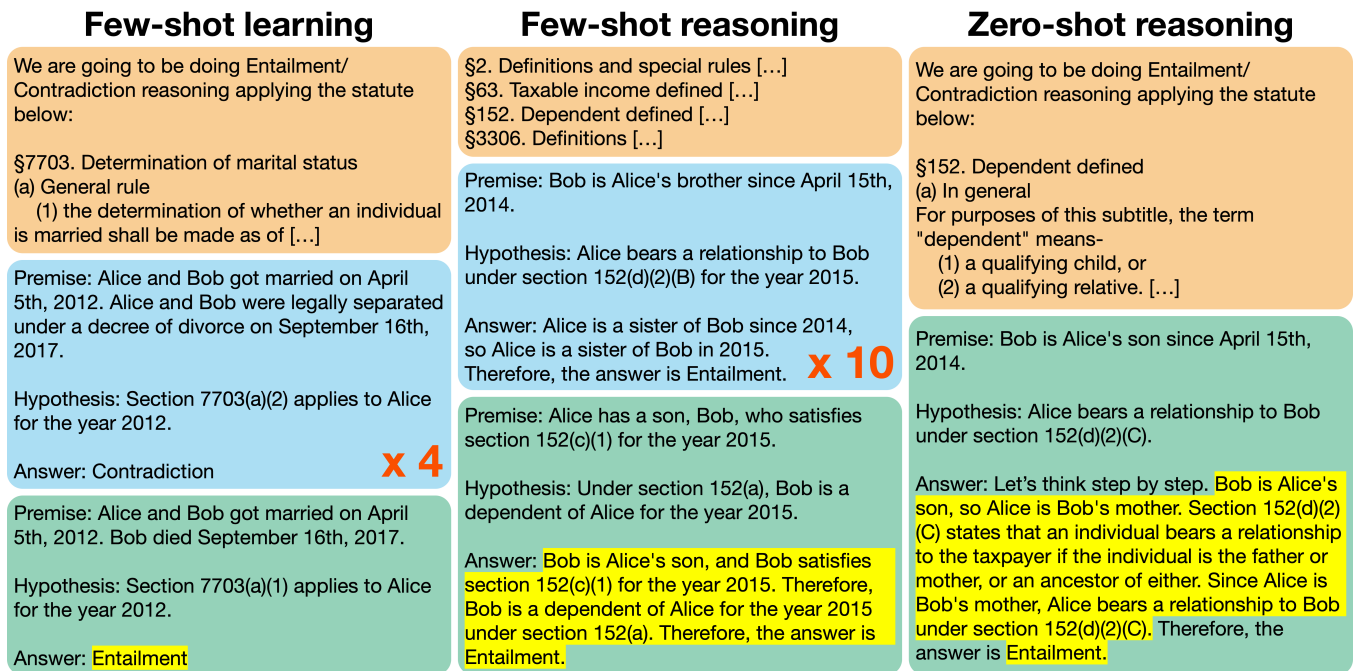 Few-shot learning
We are going to be doing Entailment/
Contradiction reasoning applying the statute
below:
§7703. Determination of marital status
(a) General rule
(1) the determination of whether an individual
is married shall be made as of […]
Premise: Alice and Bob got married on April
5th, 2012. Alice and Bob were legally separated
under a decree of divorce on September 16th,
2017.
Hypothesis: Section 7703(a)(2) applies to Alice
for the year 2012.
Answer: Contradiction
x 4
Premise: Alice and Bob got married on April
5th, 2012. Bob died September 16th, 2017.
Hypothesis: Section 7703(a)(1) applies to Alice
for the year 2012.
Answer: Entailment
Few-shot reasoning
§2. Definitions and special rules […]
§63. Taxable income defined […]
§152. Dependent defined […]
§3306. Definitions […]
Premise: Bob is Alice's brother since April 15th,
2014.
Hypothesis: Alice bears a relationship to Bob
under section 152(d)(2)(B) for the year 2015.
Answer: Alice is a sister of Bob since 2014,
so Alice is a sister of Bob in 2015.
Therefore, the answer is Entailment.
x 10
Premise: Alice has a son, Bob, who satisfies
section 152(c)(1) for the year 2015.
Hypothesis: Under section 152(a), Bob is a
dependent of Alice for the year 2015.
Answer: Bob is Alice's son, and Bob satisfies
section 152(c)(1) for the year 2015. Therefore,
Bob is a dependent of Alice for the year 2015
under section 152(a). Therefore, the answer is
Entailment.
Zero-shot reasoning
We are going to be doing Entailment/
Contradiction reasoning applying the statute
below:
§152. Dependent defined
(a) In general
For purposes of this subtitle, the term
"dependent" means-
(1) a qualifying child, or
(2) a qualifying relative. […]
Premise: Bob is Alice's son since April 15th,
2014.
Hypothesis: Alice bears a relationship to Bob
under section 152(d)(2)(C).
Answer: Let’s think step by step. Bob is Alice's
son, so Alice is Bob's mother. Section 152(d)(2)
(C) states that an individual bears a relationship
to the taxpayer if the individual is the father or
mother, or an ancestor of either. Since Alice is
Bob's mother, Alice bears a relationship to Bob
under section 152(d)(2)(C). Therefore, the
answer is Entailment.